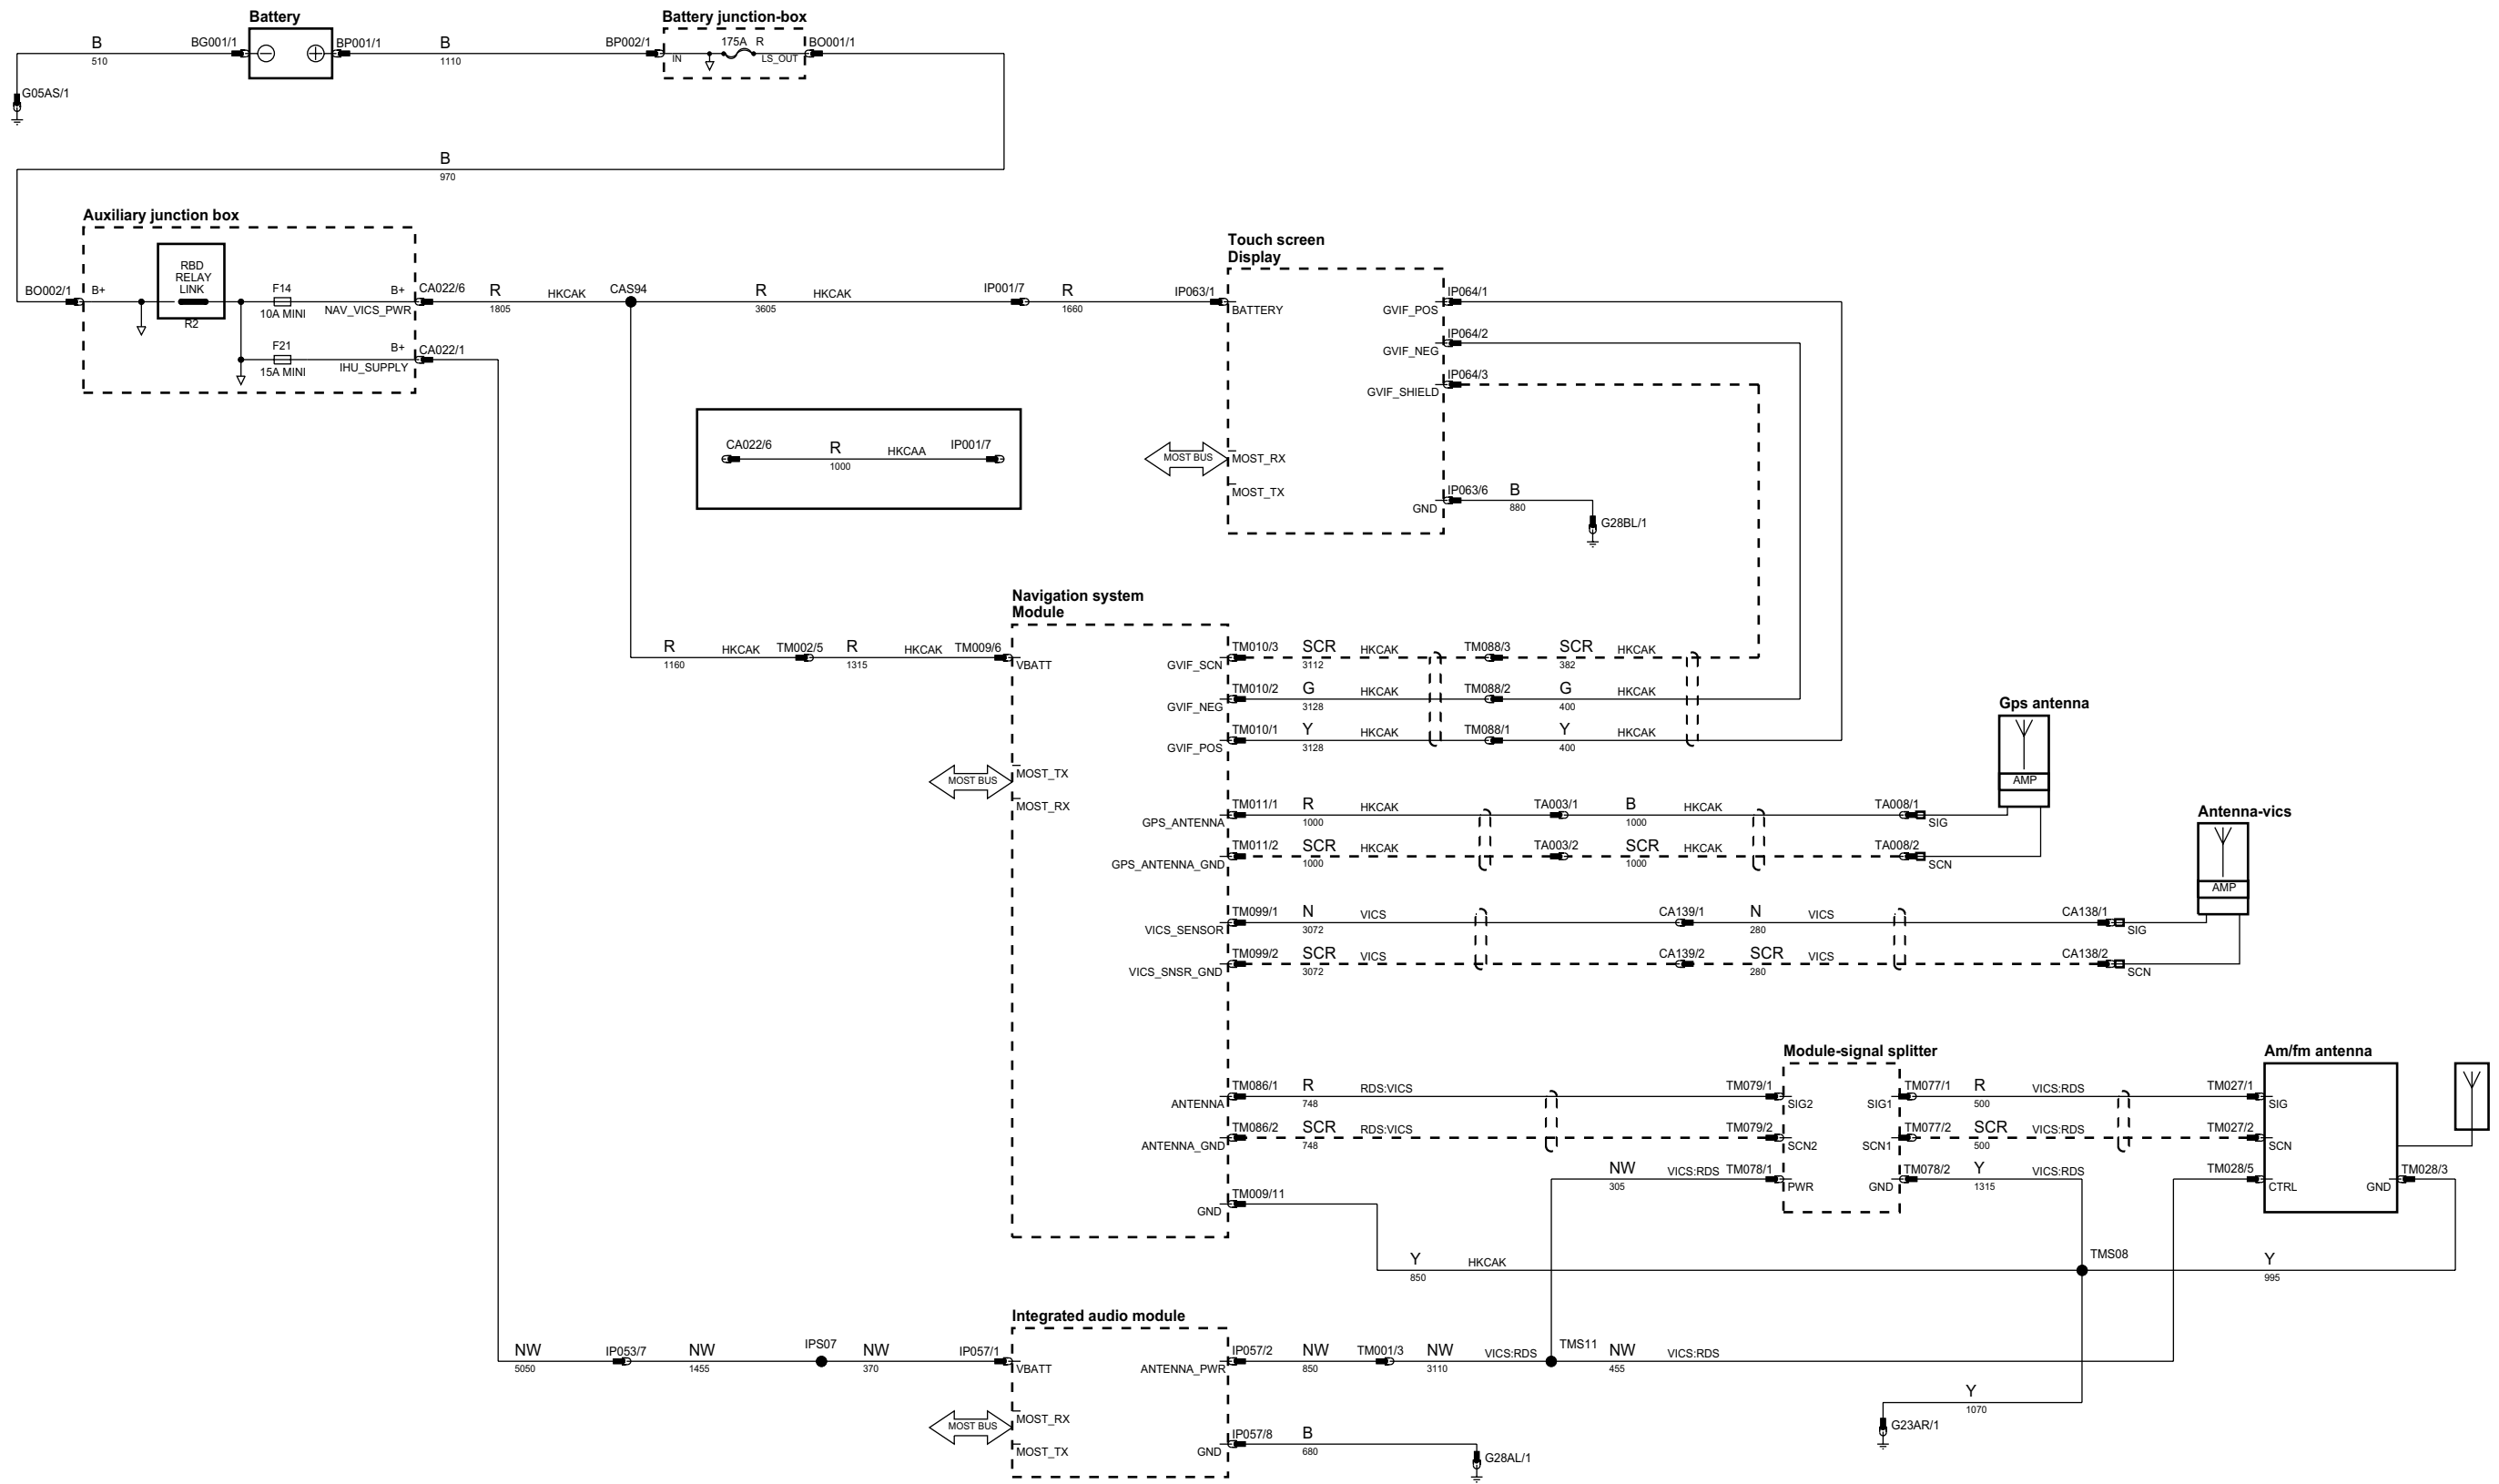 Battery
Battery junction-box
B
510
BG001/1
BP001/1
B
1110
BP002/1
IN
175A R
LS_OUT
BO001/1
G05AS/1
B
970
Auxiliary junction box
BO002/1
B+
RBD
RELAY
LINK
R2
F14
10A MINI
B+
NAV_VICS_PWR
CA022/6
R
1805
HKCAK
CAS94
R
3605
HKCAK
IP001/7
R
1660
IP063/1
F21
15A MINI
B+
IHU_SUPPLY
CA022/1
Touch screen
Display
BATTERY
GVIF_POS
IP064/1
GVIF_NEG
IP064/2
GVIF_SHIELD
IP064/3
MOST BUS
MOST_RX
MOST_TX
GND
IP063/6
B
880
G28BL/1
CA022/6
R
1000
HKCAA
IP001/7
Navigation system
Module
R
1160
HKCAK
TM002/5
R
1315
HKCAK
TM009/6
VBATT
GVIF_SCN
TM010/3
SCR
3112
HKCAK
TM088/3
SCR
382
HKCAK
GVIF_NEG
TM010/2
G
3128
HKCAK
TM088/2
G
400
HKCAK
GVIF_POS
TM010/1
Y
3128
HKCAK
TM088/1
Y
400
HKCAK
MOST BUS
MOST_TX
MOST_RX
Gps antenna
AMP
GPS_ANTENNA
TM011/1
R
1000
HKCAK
TA003/1
B
1000
HKCAK
TA008/1
SIG
GPS_ANTENNA_GND
TM011/2
SCR
1000
HKCAK
TA003/2
SCR
1000
HKCAK
TA008/2
SCN
Antenna-vics
AMP
VICS_SENSOR
TM099/1
N
3072
VICS
CA139/1
N
280
VICS
CA138/1
SIG
VICS_SNSR_GND
TM099/2
SCR
3072
VICS
CA139/2
SCR
280
VICS
CA138/2
SCN
Module-signal splitter
Am/fm antenna
ANTENNA
TM086/1
R
748
RDS:VICS
TM079/1
SIG2
SIG1
TM077/1
R
500
VICS:RDS
TM027/1
SIG
ANTENNA_GND
TM086/2
SCR
748
RDS:VICS
TM079/2
SCN2
SCN1
TM077/2
SCR
500
VICS:RDS
TM027/2
SCN
NW
305
VICS:RDS
TM078/1
PWR
GND
TM078/2
Y
1315
VICS:RDS
TM028/5
CTRL
GND
TM028/3
GND
TM009/11
Y
850
HKCAK
TMS08
Y
995
Integrated audio module
NW
5050
IP053/7
NW
1455
IPS07
NW
370
IP057/1
VBATT
ANTENNA_PWR
IP057/2
NW
850
TM001/3
NW
3110
VICS:RDS
TMS11
NW
455
VICS:RDS
MOST BUS
MOST_RX
MOST_TX
GND
IP057/8
B
680
G28AL/1
Y
1070
G23AR/1